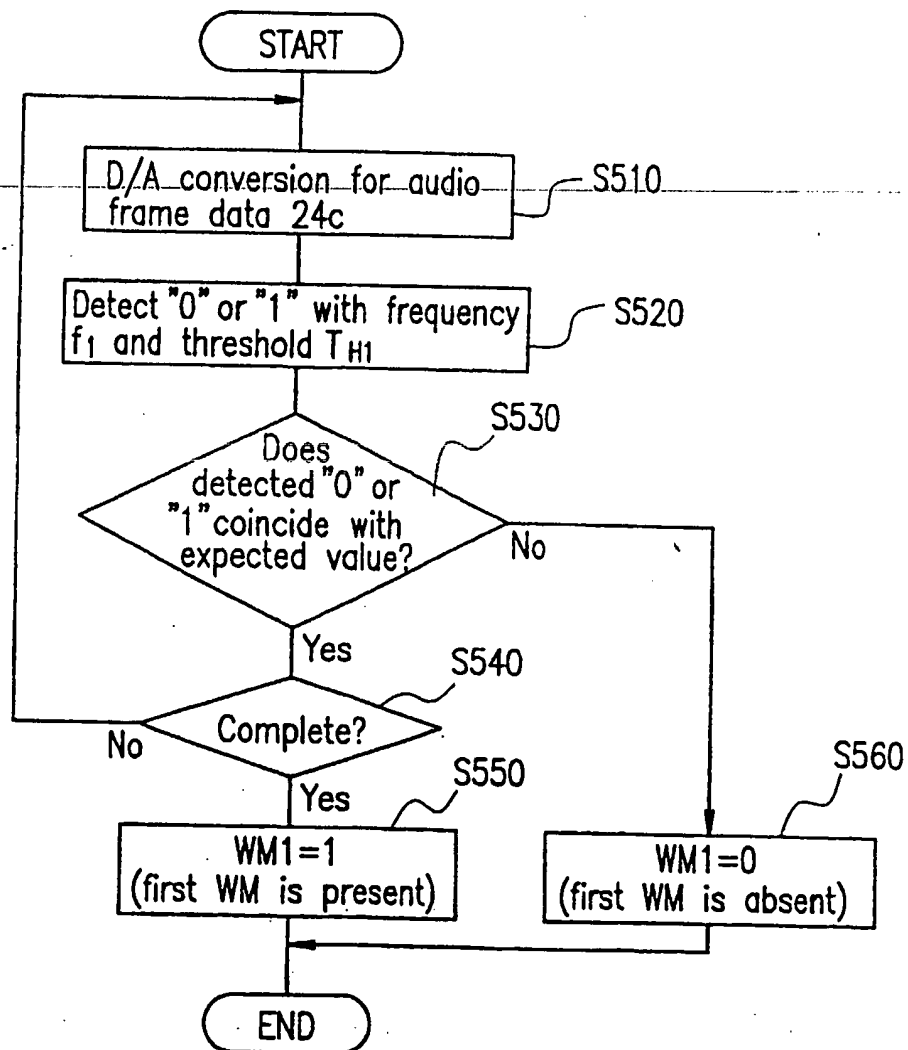 START
D/A conversion for audio
frame data 24c
S510
Detect "0" or "1" with frequency
f1 and threshold TH1
S520
S530
Does
detected "0" or
"1" coincide with
expected value?
No
Yes
S540
Complete?
No
Yes
S550
WM1=1
(first WM is present)
S560
WM1=0
(first WM is absent)
END